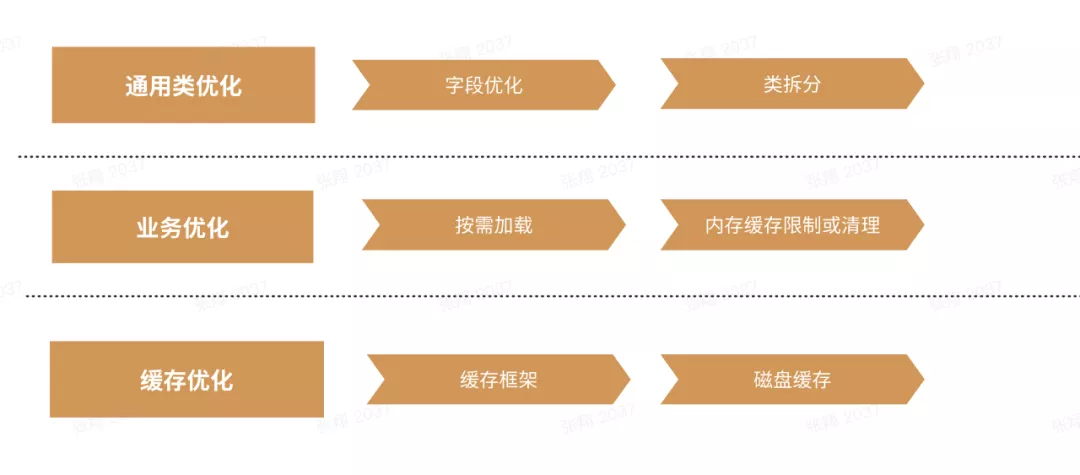 通用类优化 字段优化 类拆分
业务优化 按需加载 内存缓存限制或清理
缓存优化 缓存框架 磁盘缓存
张翔 2037